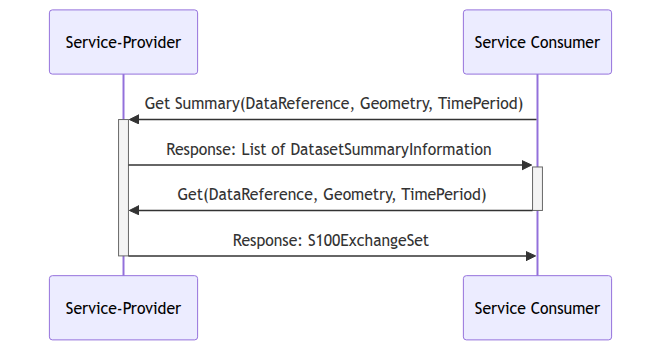 Service-Provider
Service Consumer
Get Summary(DataReference, Geometry, TimePeriod)
Response: List of DatasetSummaryInformation
Get(DataReference, Geometry, TimePeriod)
Response: S100ExchangeSet
Service-Provider
Service Consumer